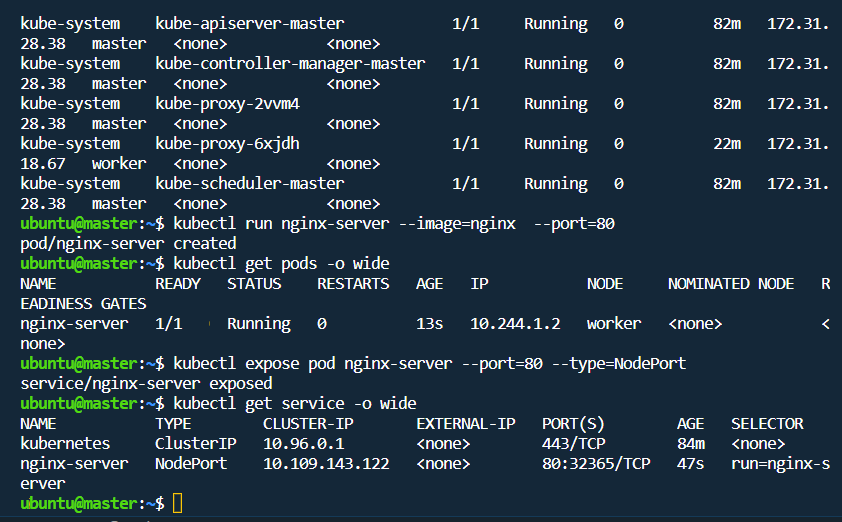 kube-system    kube-apiserver-master            1/1     Running   0          82m   172.31.
28.38   master   <none>           <none>
kube-system    kube-controller-manager-master   1/1     Running   0          82m   172.31.
28.38   master   <none>           <none>
kube-system    kube-proxy-2vvm4                 1/1     Running   0          82m   172.31.
28.38   master   <none>           <none>
kube-system    kube-proxy-6xjdh                 1/1     Running   0          22m   172.31.
18.67   worker   <none>           <none>
kube-system    kube-scheduler-master            1/1     Running   0          82m   172.31.
28.38   master   <none>           <none>
ubuntu@master:~$ kubectl run nginx-server --image=nginx  --port=80
pod/nginx-server created
ubuntu@master:~$ kubectl get pods -o wide
NAME           READY   STATUS    RESTARTS   AGE   IP           NODE     NOMINATED NODE   R
EADINESS GATES
nginx-server   1/1     Running   0          13s   10.244.1.2   worker   <none>           <
none>
ubuntu@master:~$ kubectl expose pod nginx-server --port=80 --type=NodePort
service/nginx-server exposed
ubuntu@master:~$ kubectl get service -o wide
NAME           TYPE        CLUSTER-IP       EXTERNAL-IP   PORT(S)        AGE   SELECTOR
kubernetes     ClusterIP   10.96.0.1        <none>        443/TCP        84m   <none>
nginx-server   NodePort    10.109.143.122   <none>        80:32365/TCP   47s   run=nginx-s
erver
ubuntu@master:~$